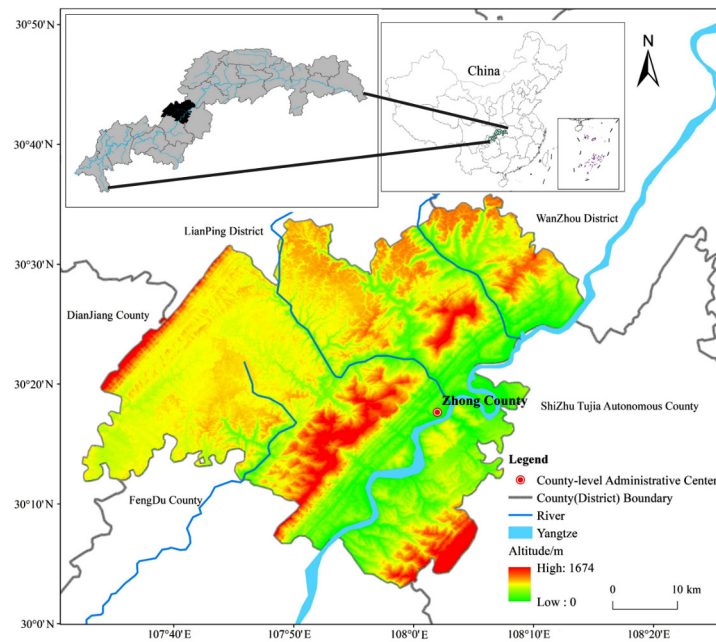 30°50′N
30°40′
30°30′
30°20′
30°10′
30°0′
China
N
LianPing District
WanZhou District
DianJiang County
Zhong County
ShiZhu Tujia Autonomous County
FengDu County
Legend
County-level Administrative Center
County(District) Boundary
River
Yangtze
Altitude/m
High: 1674
Low : 0
0 10 km
107°40′ 107°50′ 108°0′ 108°10′ 108°20′E